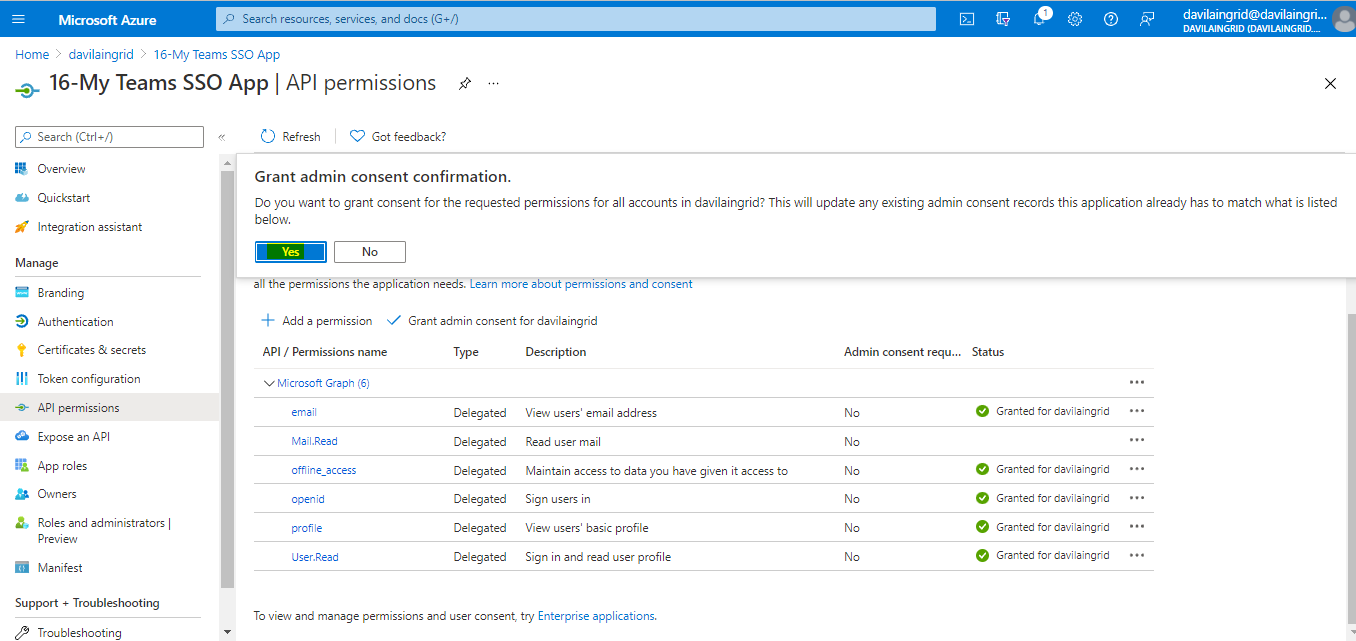 Microsoft Azure
Search resources, services, and docs (G+/)
1
davilaingrid@davilaingri...
DAVILAINGRID (DAVILAINGRID....
Home > davilaingrid > 16-My Teams SSO App
16-My Teams SSO App | API permissions
Search (Ctrl+/)
Overview
Quickstart
Integration assistant
Manage
Branding
Authentication
Certificates & secrets
Token configuration
API permissions
Expose an API
App roles
Owners
Roles and administrators |
Preview
Manifest
Support + Troubleshooting
Troubleshooting
Refresh
Got feedback?
Grant admin consent confirmation.
Do you want to grant consent for the requested permissions for all accounts in davilaingrid? This will update any existing admin consent records this application already has to match what is listed
below.
Yes No
all the permissions the application needs. Learn more about permissions and consent
Add a permission Grant admin consent for davilaingrid
API / Permissions name Type Description Admin consent requ... Status
Microsoft Graph (6)
email Delegated View users' email address No Granted for davilaingrid
Mail.Read Delegated Read user mail No
offline_access Delegated Maintain access to data you have given it access to No Granted for davilaingrid
openid Delegated Sign users in No Granted for davilaingrid
profile Delegated View users' basic profile No Granted for davilaingrid
User.Read Delegated Sign in and read user profile No Granted for davilaingrid
To view and manage permissions and user consent, try Enterprise applications.